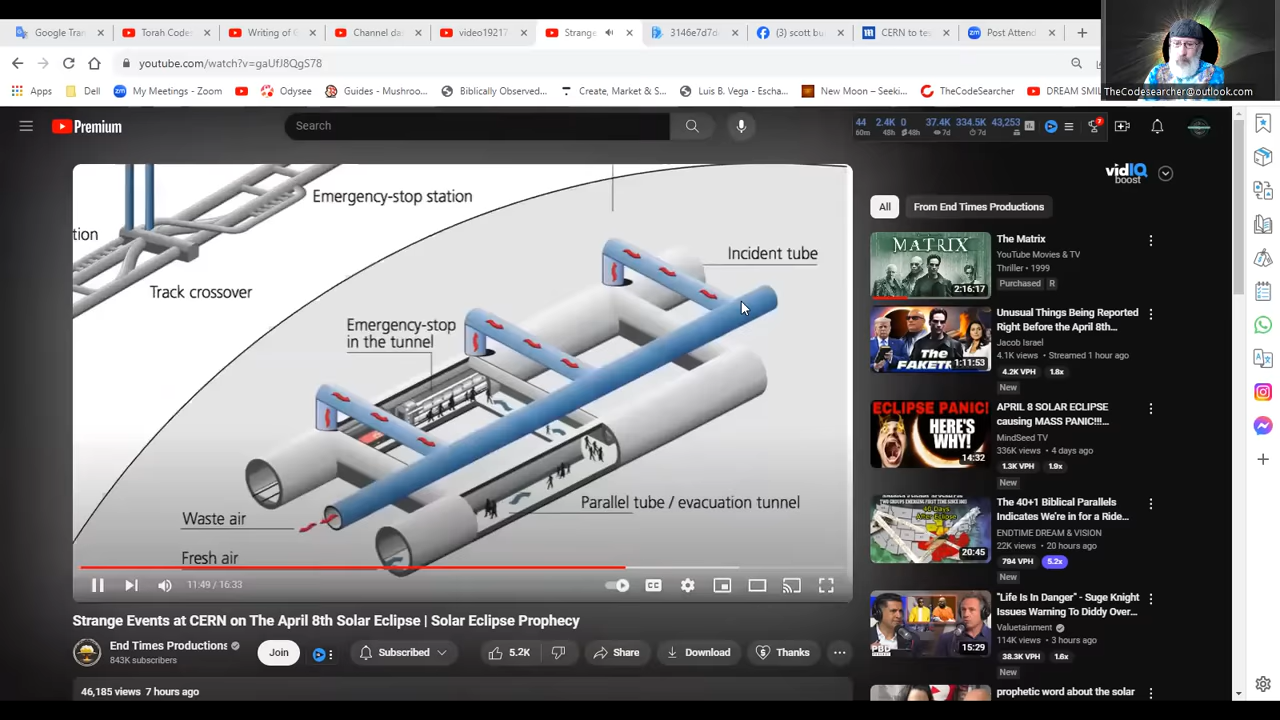 Google Tran
Torah Codes
Writing of
Channel da
video19217
Strange
3146e7d7d
(3) scott bu
CERN to te
Post Attend
youtube.com/watch?v=gaUfJ8QgS78
Apps
Dell
My Meetings - Zoom
Odysee
Guides - Mushroo...
Biblically Observed...
Create, Market & S...
Luis B. Vega - Escha...
New Moon – Seeki...
TheCodesearcher
DREAM SMIL
TheCodesearcher@outlook.com
Premium
Search
44 2.4K 0 37.4K 334.5K 43,253
60m 48h 48h 7d 7d
7
vidIQ
boost
Emergency-stop station
tion
Track crossover
Incident tube
Emergency-stop
in the tunnel
Parallel tube / evacuation tunnel
Waste air
Fresh air
11:49 / 16:33
CC
Strange Events at CERN on The April 8th Solar Eclipse | Solar Eclipse Prophecy
End Times Productions
843K subscribers
Join
Subscribed
5.2K
Share
Download
Thanks
46,185 views 7 hours ago
All
From End Times Productions
MATRIX
2:16:17
The Matrix
YouTube Movies & TV
Thriller • 1999
Purchased
R
The
FAKETR
1:11:53
Unusual Things Being Reported
Right Before the April 8th...
Jacob Israel
4.1K views • Streamed 1 hour ago
4.2K VPH
1.8x
New
ECLIPSE PANIC!
HERE'S
WHY!
14:32
APRIL 8 SOLAR ECLIPSE
causing MASS PANIC!!!...
MindSeed TV
336K views • 4 days ago
1.3K VPH
1.9x
New
20:45
The 40+1 Biblical Parallels
Indicates We're in for a Ride...
ENDTIME DREAM & VISION
22K views • 20 hours ago
794 VPH
5.2x
New
PBD
15:29
"Life Is In Danger" - Suge Knight
Issues Warning To Diddy Over...
Valuetainment
114K views • 3 hours ago
38.3K VPH
1.6x
New
prophetic word about the solar